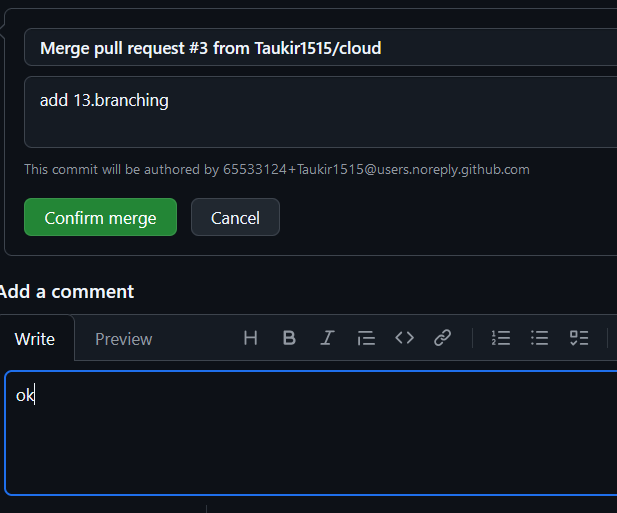 Merge pull request #3 from Taukir1515/cloud
add 13.branching
This commit will be authored by 65533124+Taukir1515@users.noreply.github.com
Confirm merge Cancel
Add a comment
Write Preview
ok